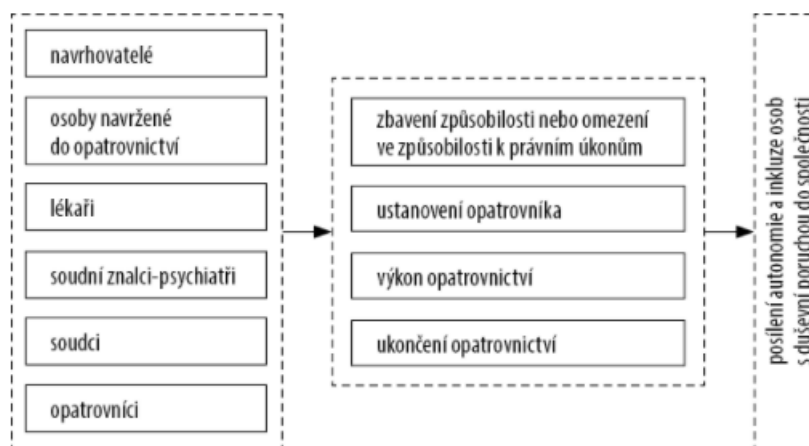 navrhovatelé
osoby navržené
do opatrovnictví
lékaři
soudní znalci-psychiatři
soudci
opatrovníci
zbavení způsobilosti nebo omezení
ve způsobilosti k právním úkonům
ustanovení opatrovníka
výkon opatrovnictví
ukončení opatrovnictví
posílení autonomie a inkluze osob
s duševní poruchou do společnosti